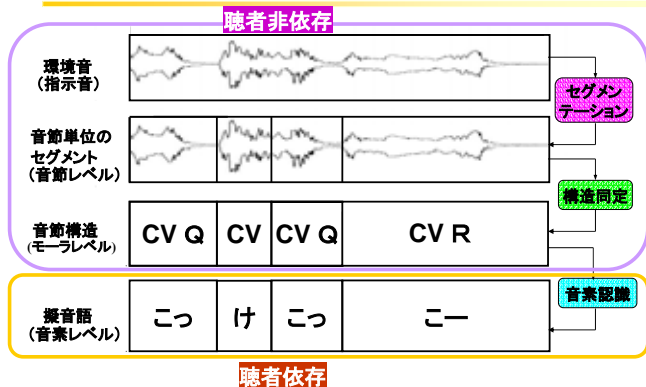 聴者非依存
環境音
(指示音)
セグメン
テーション
音節単位の
セグメント
(音節レベル)
構造同定
音節構造
(モーラレベル)
CV Q CV CV Q CV R
音素認識
擬音語
(音素レベル)
こっ け こっ こー
聴者依存